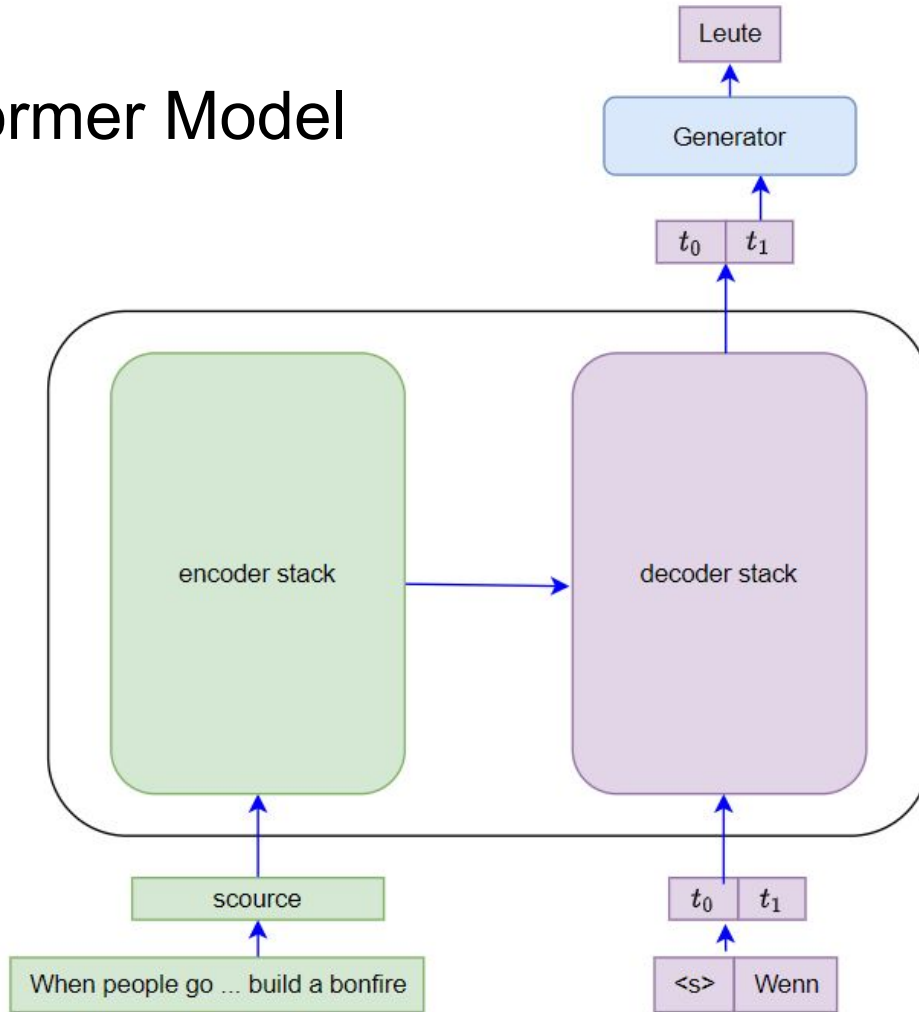 ormer Model
Leute
Generator
t₀ t₁
encoder stack
decoder stack
scource
t₀ t₁
When people go ... build a bonfire
<s> Wenn